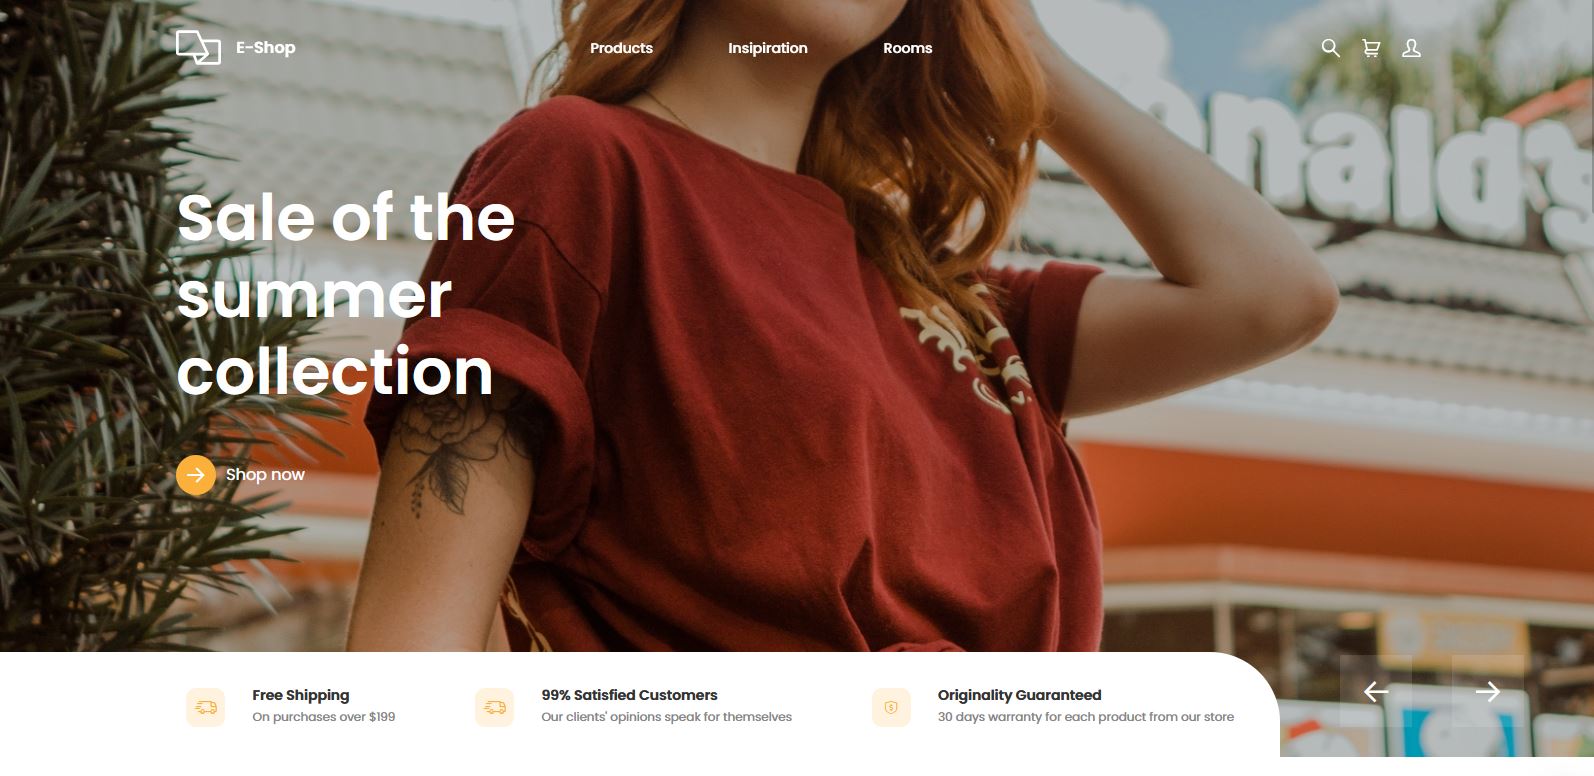 E-Shop
Products
Insipiration
Rooms
nald's
Sale of the
summer
collection
Shop now
Free Shipping
On purchases over $199
99% Satisfied Customers
Our clients' opinions speak for themselves
Originality Guaranteed
30 days warranty for each product from our store